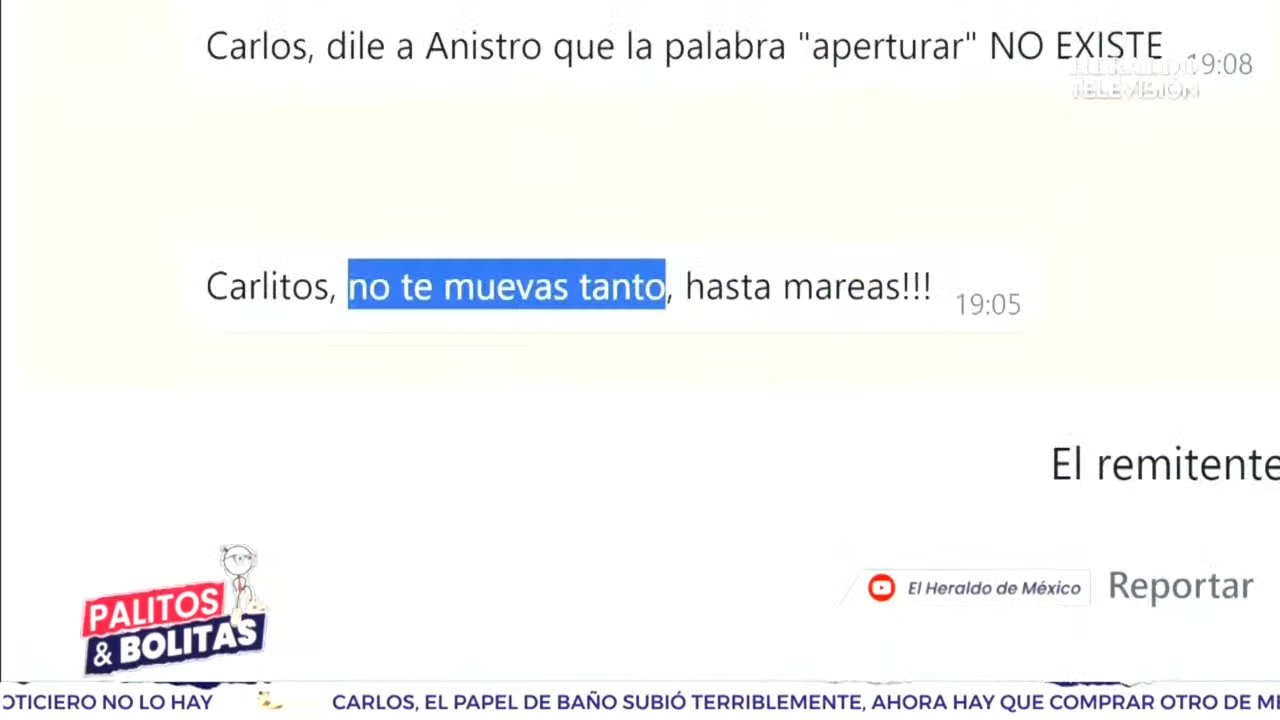 Carlos, dile a Anistro que la palabra "aperturar" NO EXISTE
19:08
HERALDO
TELEVISIÓN
Carlitos, no te muevas tanto, hasta mareas!!!
19:05
El remitente
El Heraldo de México
Reportar
PALITOS
& BOLITAS
OTICIERO NO LO HAY
CARLOS, EL PAPEL DE BAÑO SUBIÓ TERRIBLEMENTE, AHORA HAY QUE COMPRAR OTRO DE